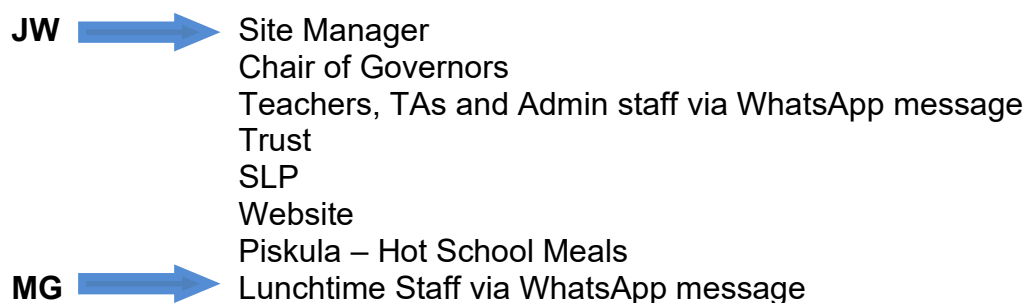 JW Site Manager
Chair of Governors
Teachers, TAs and Admin staff via WhatsApp message
Trust
SLP
Website
Piskula – Hot School Meals
MG Lunchtime Staff via WhatsApp message